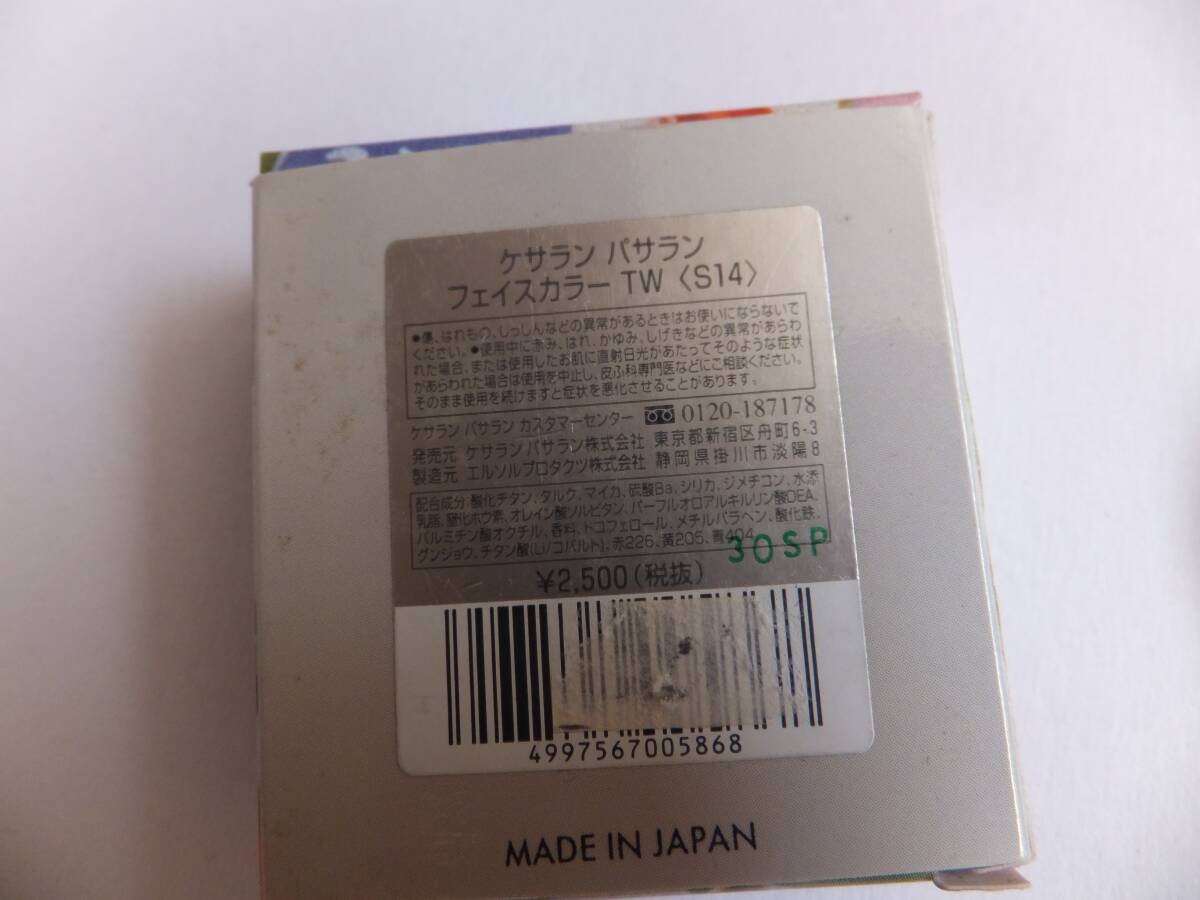 ケサラン パサラン
フェイスカラー TW 〈S14〉
●傷、はれもの、しっしんなどの異常があるときはお使いにならないで
ください。●使用中に赤み、はれ、かゆみ、しげきなどの異常があらわ
れた場合、または使用したお肌に直射日光があたってそのような症状
があらわれた場合は使用を中止し、皮ふ科専門医などにご相談ください。
そのまま使用を続けますと症状を悪化させることがあります。
ケサラン パサラン カスタマーセンター 0120-187178
発売元 ケサラン パサラン株式会社 東京都新宿区舟町6-3
製造元 エルソルプロダクツ株式会社 静岡県掛川市淡陽8
配合成分:酸化チタン、タルク、マイカ、硫酸Ba、シリカ、ジメチコン、水添
乳脂、窒化ホウ素、オレイン酸ソルビタン、パーフルオロアルキルリン酸DEA、
パルミチン酸オクチル、香料、トコフェロール、メチルパラベン、酸化鉄、
グンジョウ、チタン酸(Li/コバルト)、赤226、黄205、青404
30SP
¥2,500(税抜)
4997567005868
MADE IN JAPAN